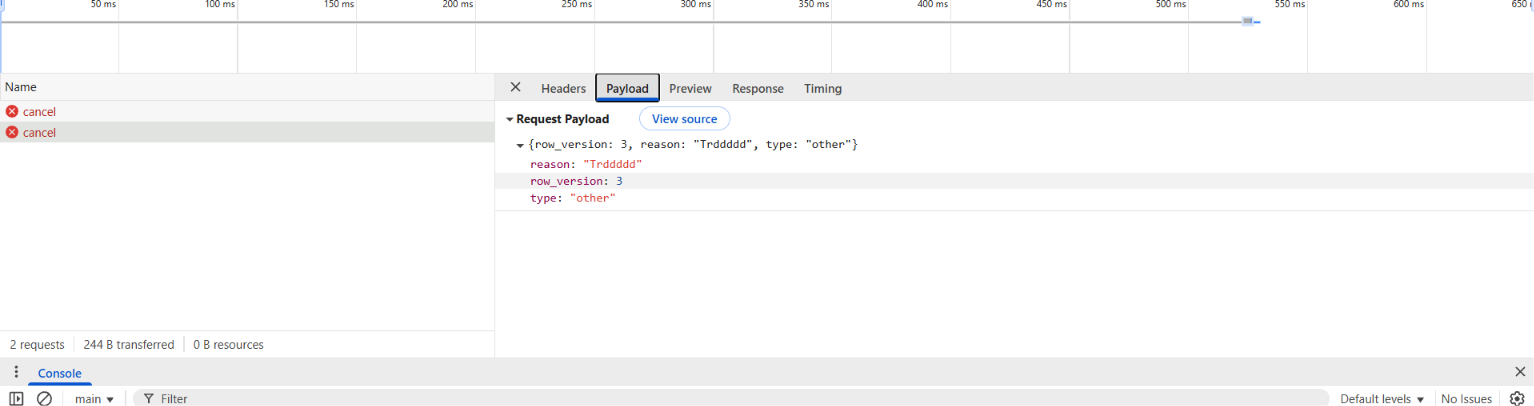 50 ms 100 ms 150 ms 200 ms 250 ms 300 ms 350 ms 400 ms 450 ms 500 ms 550 ms 600 ms 650
Name
cancel
cancel
2 requests 244 B transferred 0 B resources
Headers Payload Preview Response Timing
Request Payload View source
{row_version: 3, reason: "Trddddd", type: "other"}
reason: "Trddddd"
row_version: 3
type: "other"
Console
main Filter Default levels No Issues